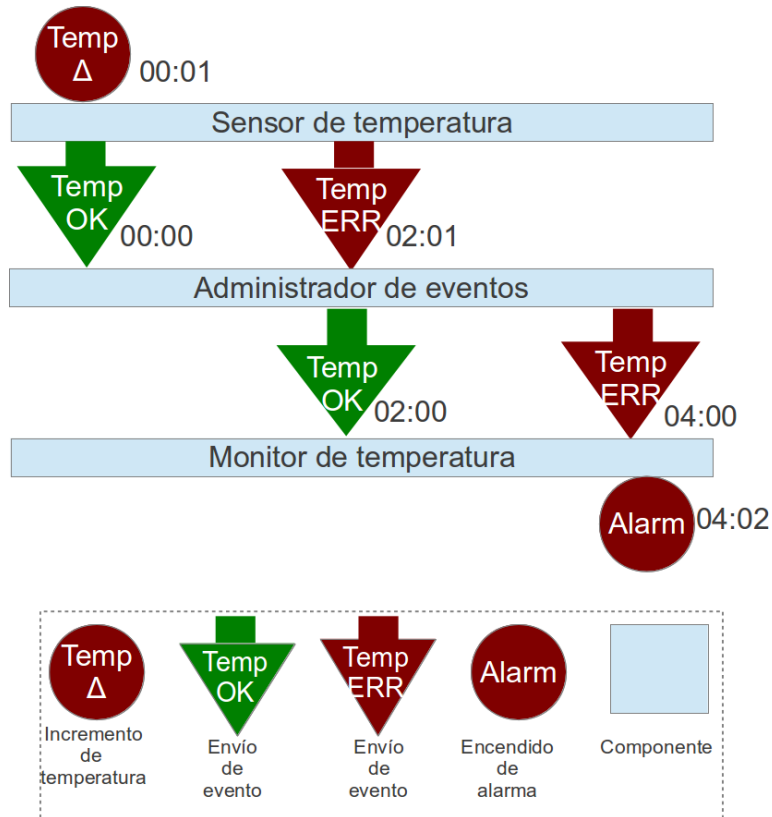 Temp
Δ
00:01
Sensor de temperatura
Temp
OK
00:00
Temp
ERR
02:01
Administrador de eventos
Temp
OK
02:00
Temp
ERR
04:00
Monitor de temperatura
Alarm
04:02
Temp
Δ
Temp
OK
Temp
ERR
Alarm
Incremento
de
temperatura
Envío
de
evento
Envío
de
evento
Encendido
de
alarma
Componente